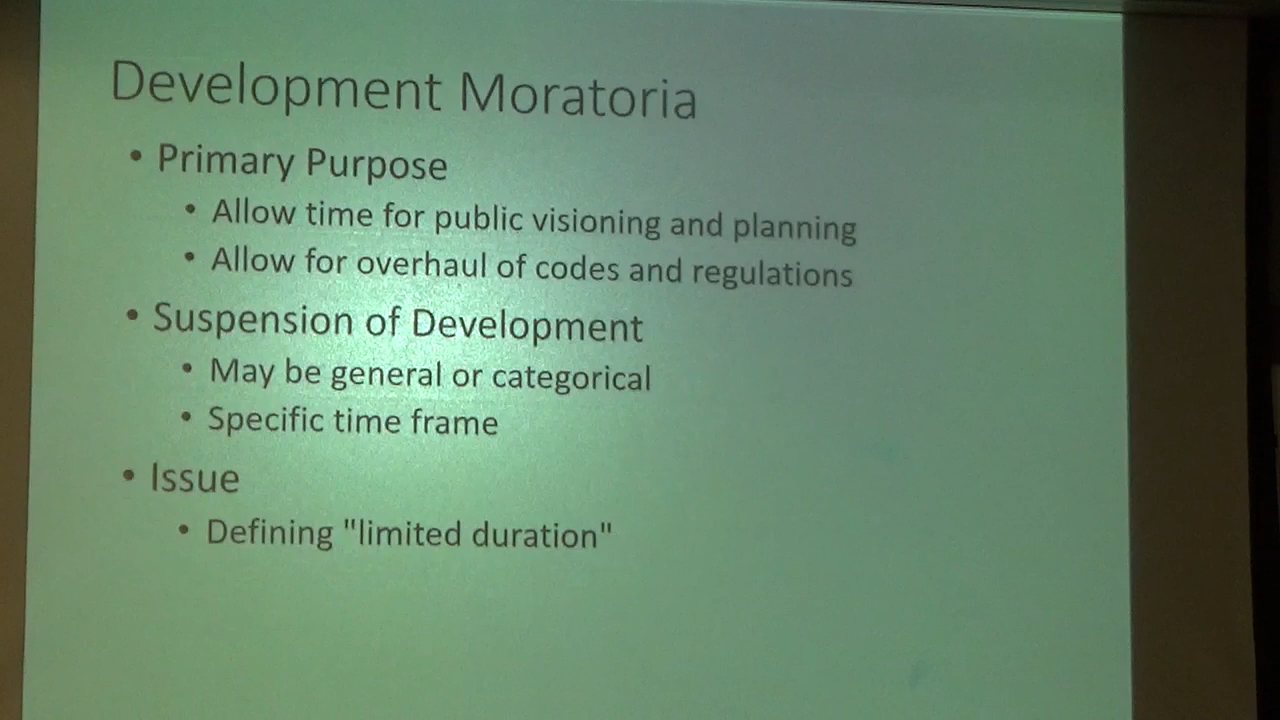 Development Moratoria
• Primary Purpose
• Allow time for public visioning and planning
• Allow for overhaul of codes and regulations
• Suspension of Development
• May be general or categorical
• Specific time frame
• Issue
• Defining "limited duration"